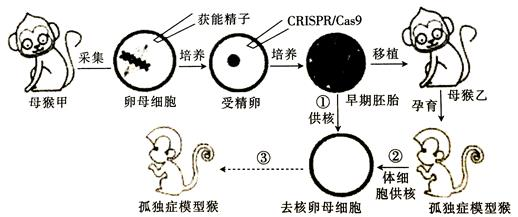 获能精子
CRISPR/Cas9
采集
培养
培养
移植
母猴甲
卵母细胞
受精卵
①
早期胚胎
母猴乙
供核
孕育
③
②
体细
胞供核
孤独症模型猴
去核卵母细胞
孤独症模型猴